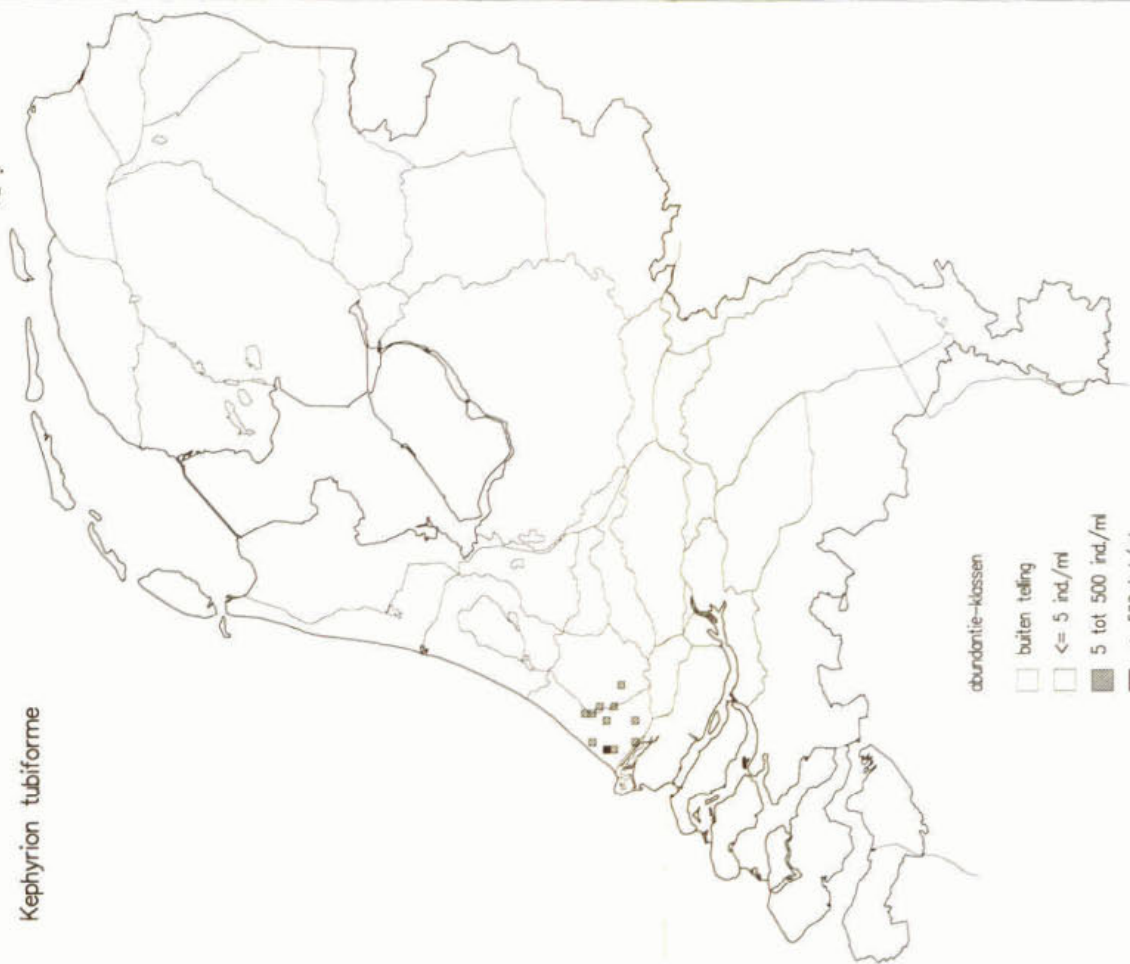 Kephyrion tubiforme
abundantie-klassen
buiten telling
<= 5 ind./ml
5 tot 500 ind./ml